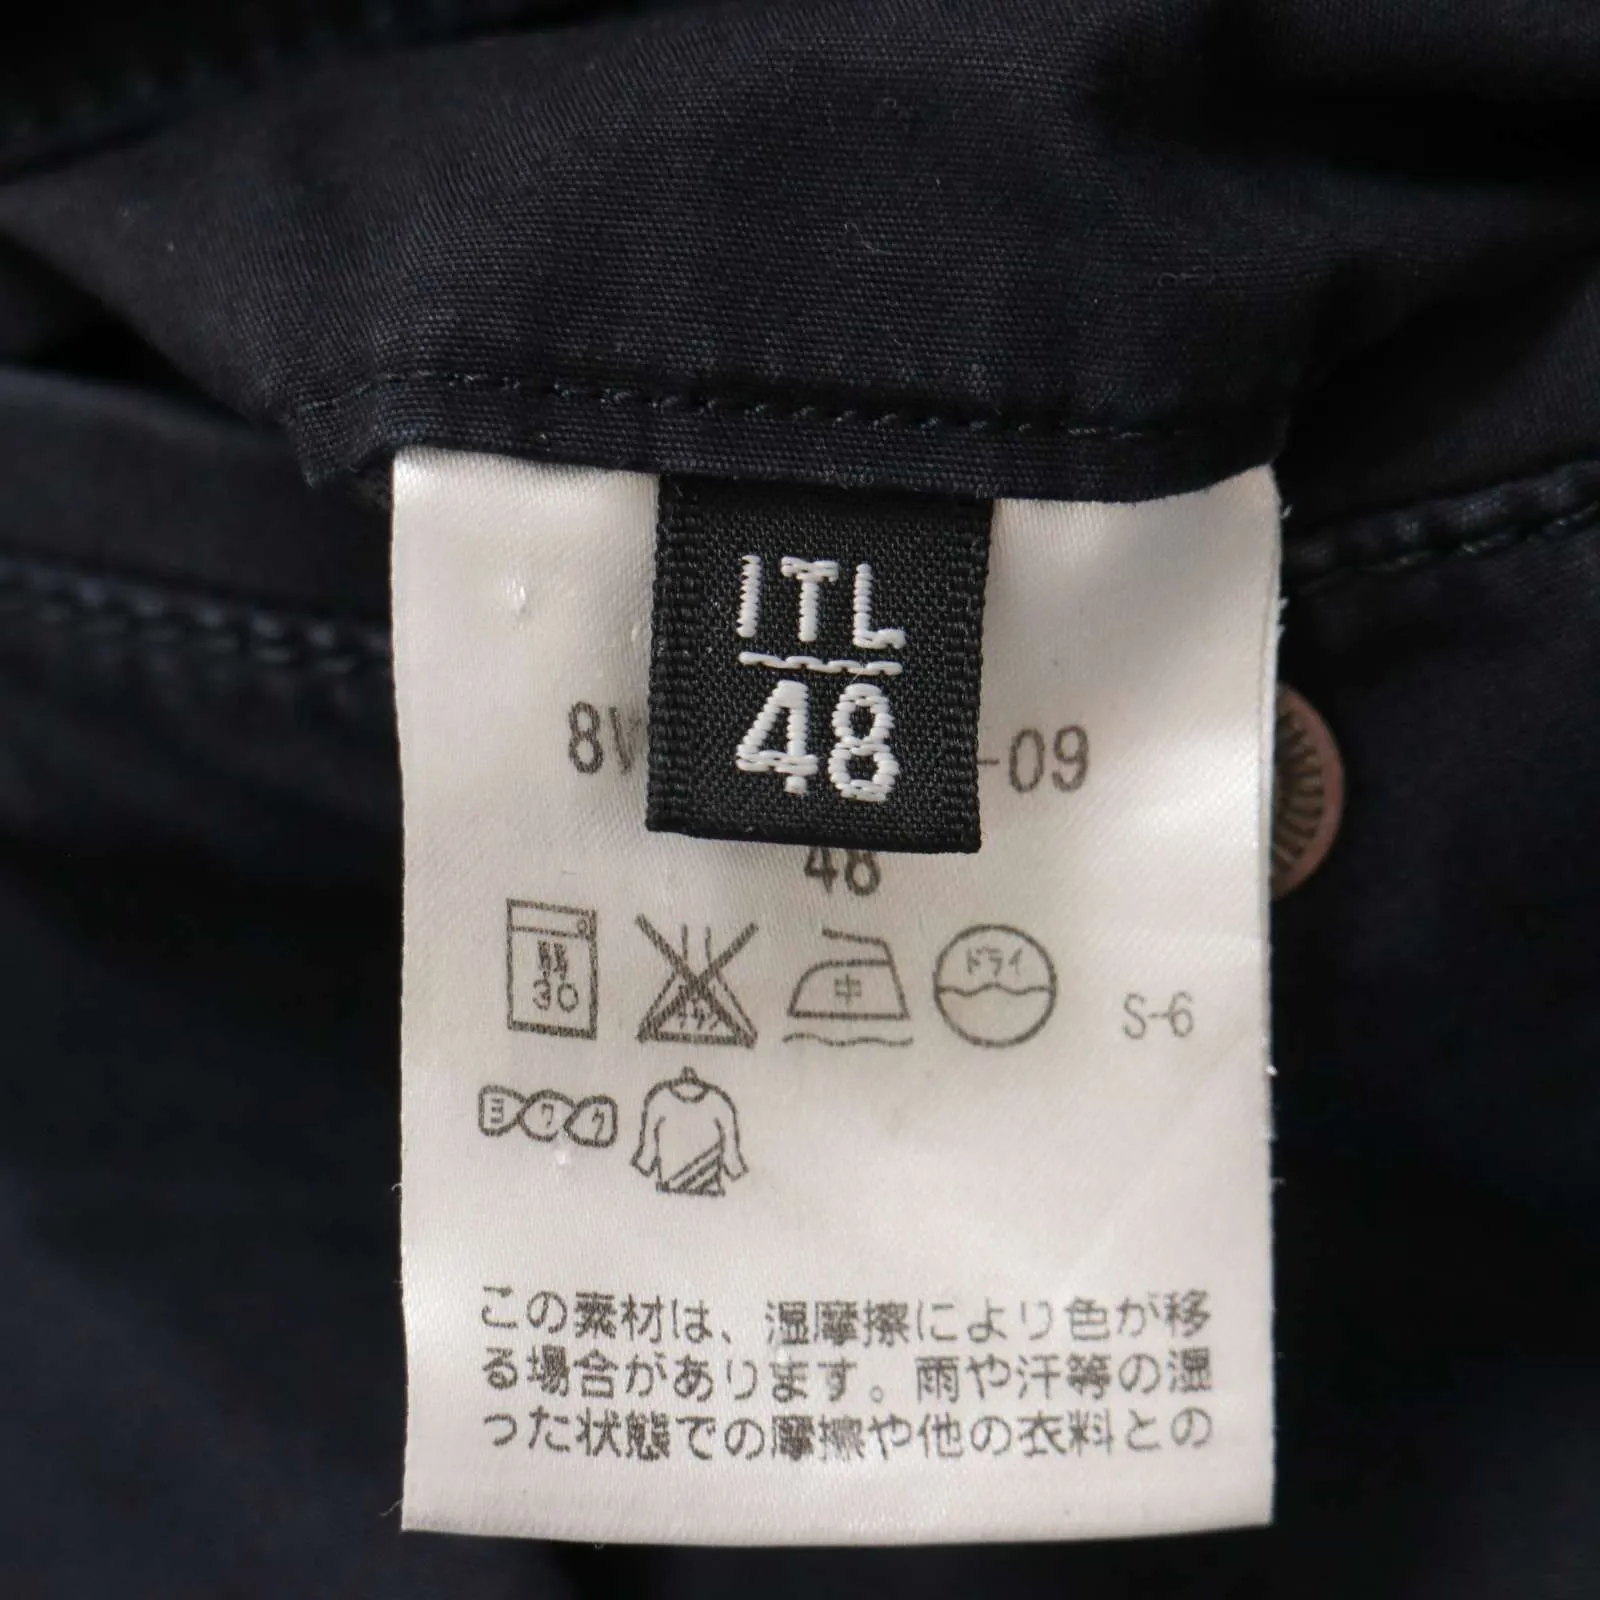 ITL
48
8V -09
48
弱
30
中
ドライ
S-6
ヨワク
この素材は、湿摩擦により色が移
る場合があります。雨や汗等の湿
った状態での摩擦や他の衣料との